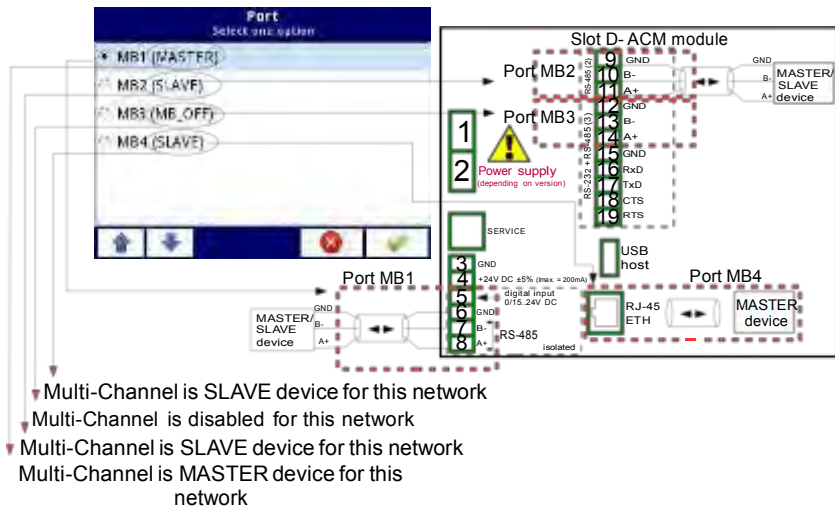 Port
Select one option
MB1 (MASTER)
MB2 (SLAVE)
MB3 (MB_OFF)
MB4 (SLAVE)
Slot D- ACM module
Port MB2
RS-485 (2)
9 GND
10 B-
11 A+
GND
B-
A+
MASTER/
SLAVE
device
Port MB3
RS-232 + RS-485 (3)
12 GND
13 B-
14 A+
15 GND
16 RxD
17 TxD
18 CTS
19 RTS
1
2
Power supply
(depending on version)
SERVICE
USB
host
3 GND
4 +24V DC ±5% (Imax. = 200mA)
5 digital input
0/15..24V DC
6 GND
7 B-
8 A+
RS-485
isolated
Port MB1
MASTER/
SLAVE
device
GND
B-
A+
Port MB4
RJ-45
ETH
MASTER
device
Multi-Channel is SLAVE device for this network
Multi-Channel is disabled for this network
Multi-Channel is SLAVE device for this network
Multi-Channel is MASTER device for this
network